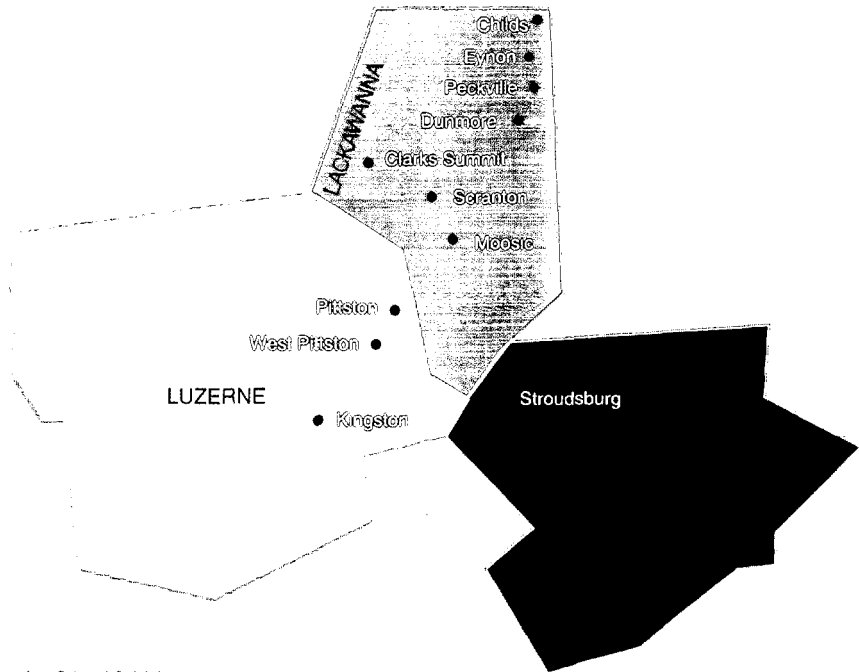 Childs
Eynon
Peckville
Dunmore
LACKAWANNA
Clarks Summit
Scranton
Moosic
Pittston
West Pittston
LUZERNE
Stroudsburg
Kingston